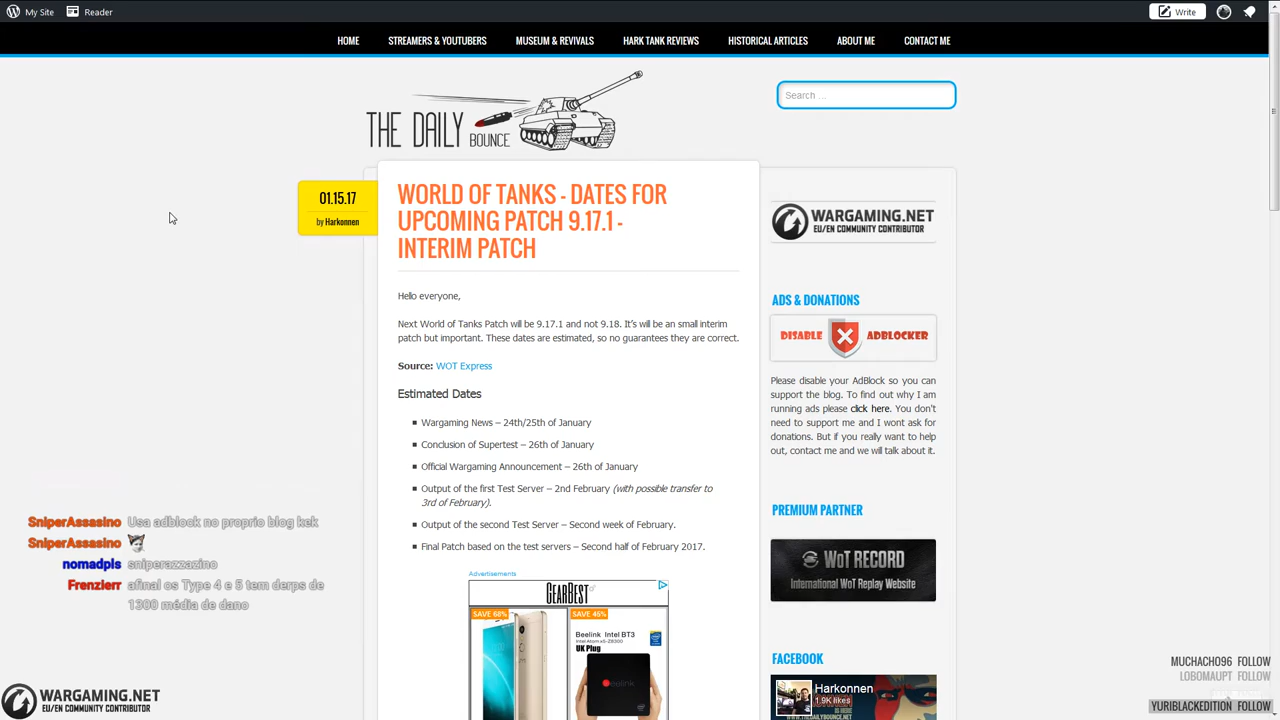 My Site
Reader
Write
HOME
STREAMERS & YOUTUBERS
MUSEUM & REVIVALS
HARK TANK REVIEWS
HISTORICAL ARTICLES
ABOUT ME
CONTACT ME
THE DAILY BOUNCE
Search ...
01.15.17
by Harkonnen
WORLD OF TANKS - DATES FOR
UPCOMING PATCH 9.17.1 -
INTERIM PATCH
Hello everyone,
Next World of Tanks Patch will be 9.17.1 and not 9.18. It's will be an small interim
patch but important. These dates are estimated, so no guarantees they are correct.
Source: WOT Express
Estimated Dates
Wargaming News – 24th/25th of January
Conclusion of Supertest – 26th of January
Official Wargaming Announcement – 26th of January
Output of the first Test Server – 2nd February (with possible transfer to
3rd of February).
Output of the second Test Server – Second week of February.
Final Patch based on the test servers – Second half of February 2017.
Advertisements
GEARBEST
SAVE 68%
SAVE 46%
Beelink Intel BT3
Intel Atom x5-Z8300
UK Plug
beelink
WARGAMING.NET
EU/EN COMMUNITY CONTRIBUTOR
ADS & DONATIONS
DISABLE ADBLOCKER
Please disable your AdBlock so you can
support the blog. To find out why I am
running ads please click here. You don't
need to support me and I wont ask for
donations. But if you really want to help
out, contact me and we will talk about it.
PREMIUM PARTNER
WoT RECORD
International WoT Replay Website
FACEBOOK
Harkonnen
1.9K likes
SniperAssasino Usa adblock no proprio blog kek
SniperAssasino
nomadpls sniperazzazino
Frenzlerr afinal os Type 4 e 5 tem derps de
1300 média de dano
WARGAMING.NET
EU/EN COMMUNITY CONTRIBUTOR
MUCHACHO96 FOLLOW
LOBOMAUPT FOLLOW
YURIBLACKEDITION FOLLOW